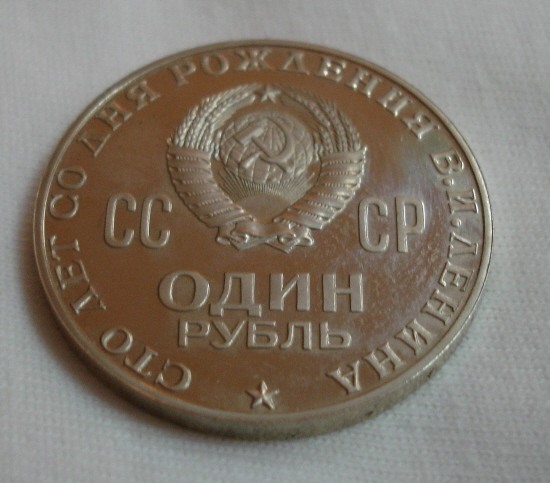 СТО ЛЕТ СО ДНЯ РОЖДЕНИЯ В.И.ЛЕНИНА
СС СР
ОДИН
РУБЛЬ